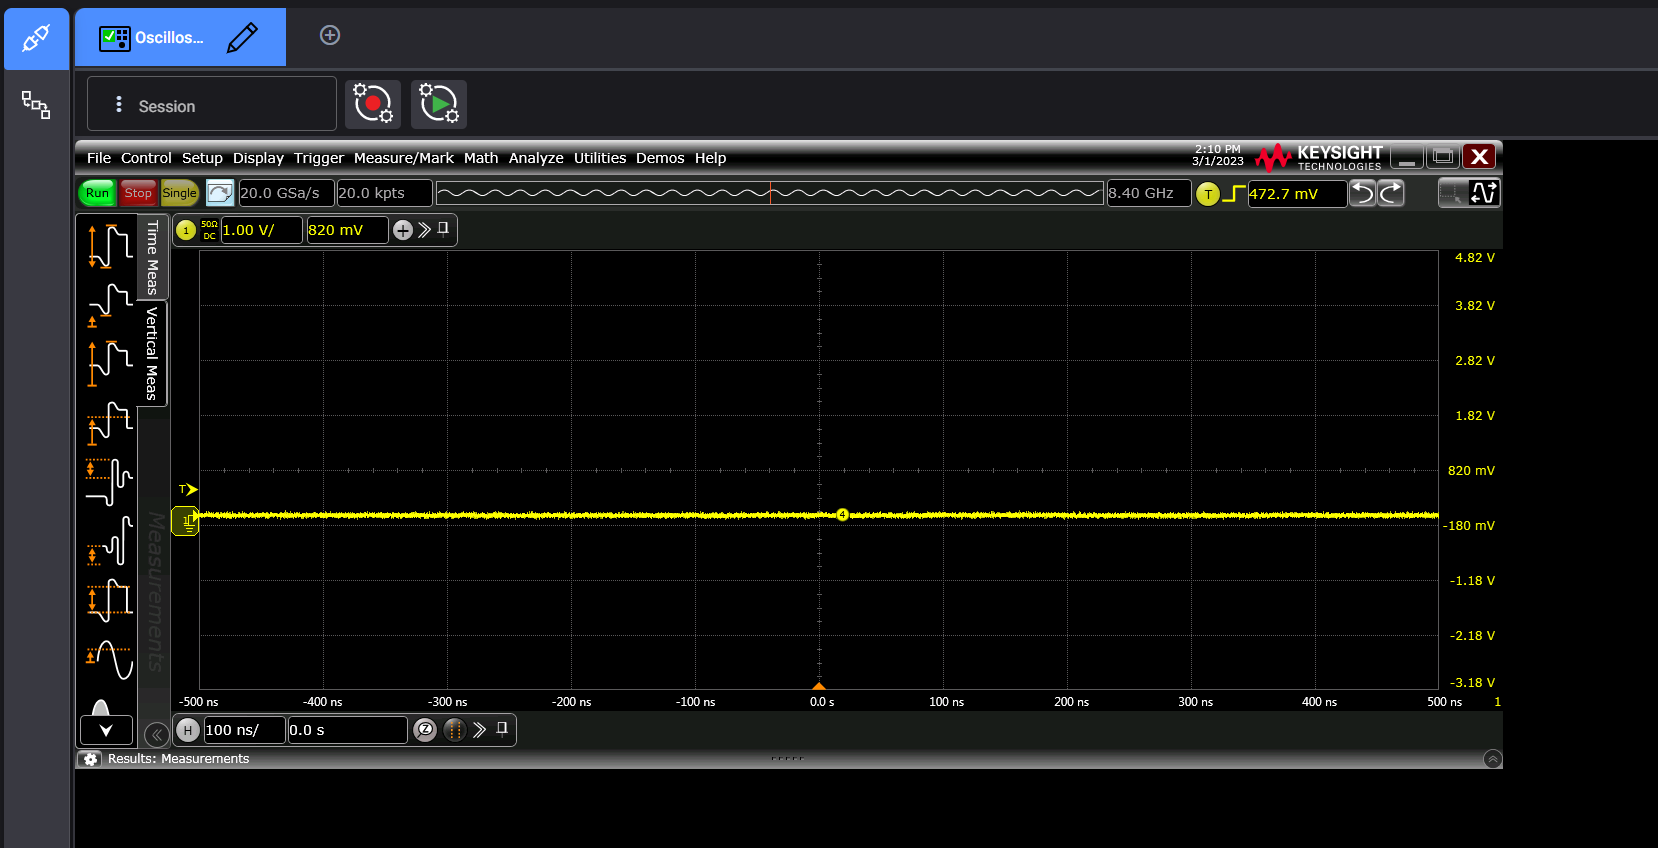 Oscillos...
Session
File Control Setup Display Trigger Measure/Mark Math Analyze Utilities Demos Help
2:10 PM
3/1/2023
KEYSIGHT
TECHNOLOGIES
Run Stop Single 20.0 GSa/s 20.0 kpts 8.40 GHz T 472.7 mV
1 50Ω DC 1.00 V/ 820 mV
Time Meas
Vertical Meas
Measurements
4.82 V
3.82 V
2.82 V
1.82 V
820 mV
T
1
4
-180 mV
-1.18 V
-2.18 V
-3.18 V
-500 ns -400 ns -300 ns -200 ns -100 ns 0.0 s 100 ns 200 ns 300 ns 400 ns 500 ns 1
H 100 ns/ 0.0 s Z
Results: Measurements